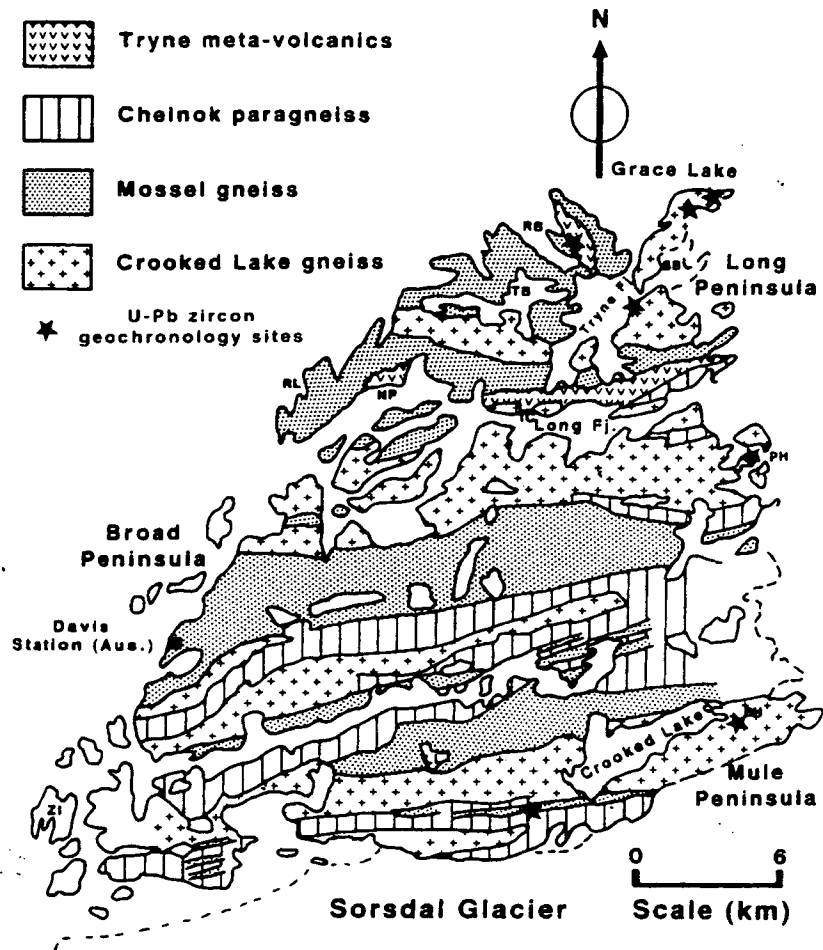 Tryne meta-volcanics
Chelnok paragneiss
Mossel gneiss
Crooked Lake gneiss
U-Pb zircon
geochronology sites
N
Grace Lake
RB
Long
Peninsula
TB
Tryne F.
RL
NP
Long Fj.
PH
Broad
Peninsula
Davis
Station (Aus.)
Crooked Lake
Mule
Peninsula
ZI
0 6
Sorsdal Glacier
Scale (km)